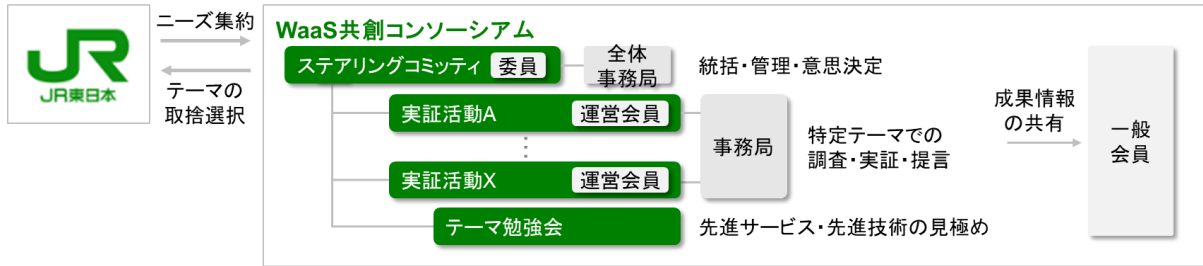 JR
JR東日本
ニーズ集約
テーマの
取捨選択
WaaS共創コンソーシアム
ステアリングコミッティ 委員
全体
事務局
統括・管理・意思決定
実証活動A 運営会員
⋮
実証活動X 運営会員
事務局
特定テーマでの
調査・実証・提言
テーマ勉強会
先進サービス・先進技術の見極め
成果情報
の共有
一般
会員